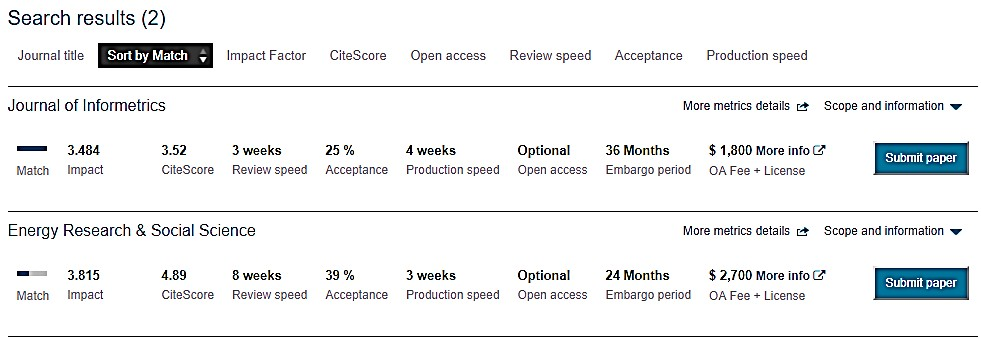 Search results (2)
Journal title Sort by Match Impact Factor CiteScore Open access Review speed Acceptance Production speed
Journal of Informetrics More metrics details Scope and information
3.484 3.52 3 weeks 25 % 4 weeks Optional 36 Months $ 1,800 More info Submit paper
Match Impact CiteScore Review speed Acceptance Production speed Open access Embargo period OA Fee + License
Energy Research & Social Science More metrics details Scope and information
3.815 4.89 8 weeks 39 % 3 weeks Optional 24 Months $ 2,700 More info Submit paper
Match Impact CiteScore Review speed Acceptance Production speed Open access Embargo period OA Fee + License